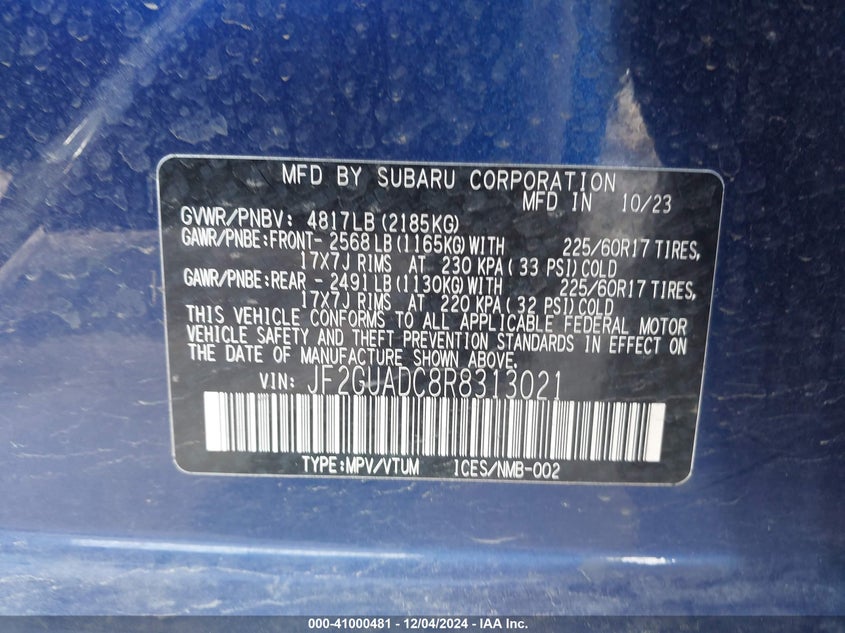 MFD BY SUBARU CORPORATION
MFD IN 10/23
GVWR/PNBV: 4817LB (2185KG)
GAWR/PNBE:FRONT- 2568 LB (1165KG) WITH 225/60R17 TIRES,
17X7J RIMS AT 230 KPA ( 33 PSI) COLD
GAWR/PNBE:REAR - 2491 LB (1130KG) WITH 225/60R17 TIRES,
17X7J RIMS AT 220 KPA ( 32 PSI) COLD
THIS VEHICLE CONFORMS TO ALL APPLICABLE FEDERAL MOTOR
VEHICLE SAFETY AND THEFT PREVENTION STANDARDS IN EFFECT ON
THE DATE OF MANUFACTURE SHOWN ABOVE.
VIN: JF2GUADC8R8313021
TYPE:MPV/VTUM ICES/NMB-002
000-41000481 - 12/04/2024 - IAA Inc.